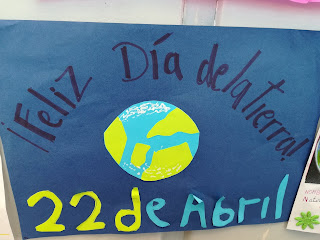 ¡Feliz Día de la tierra!
22 de Abril